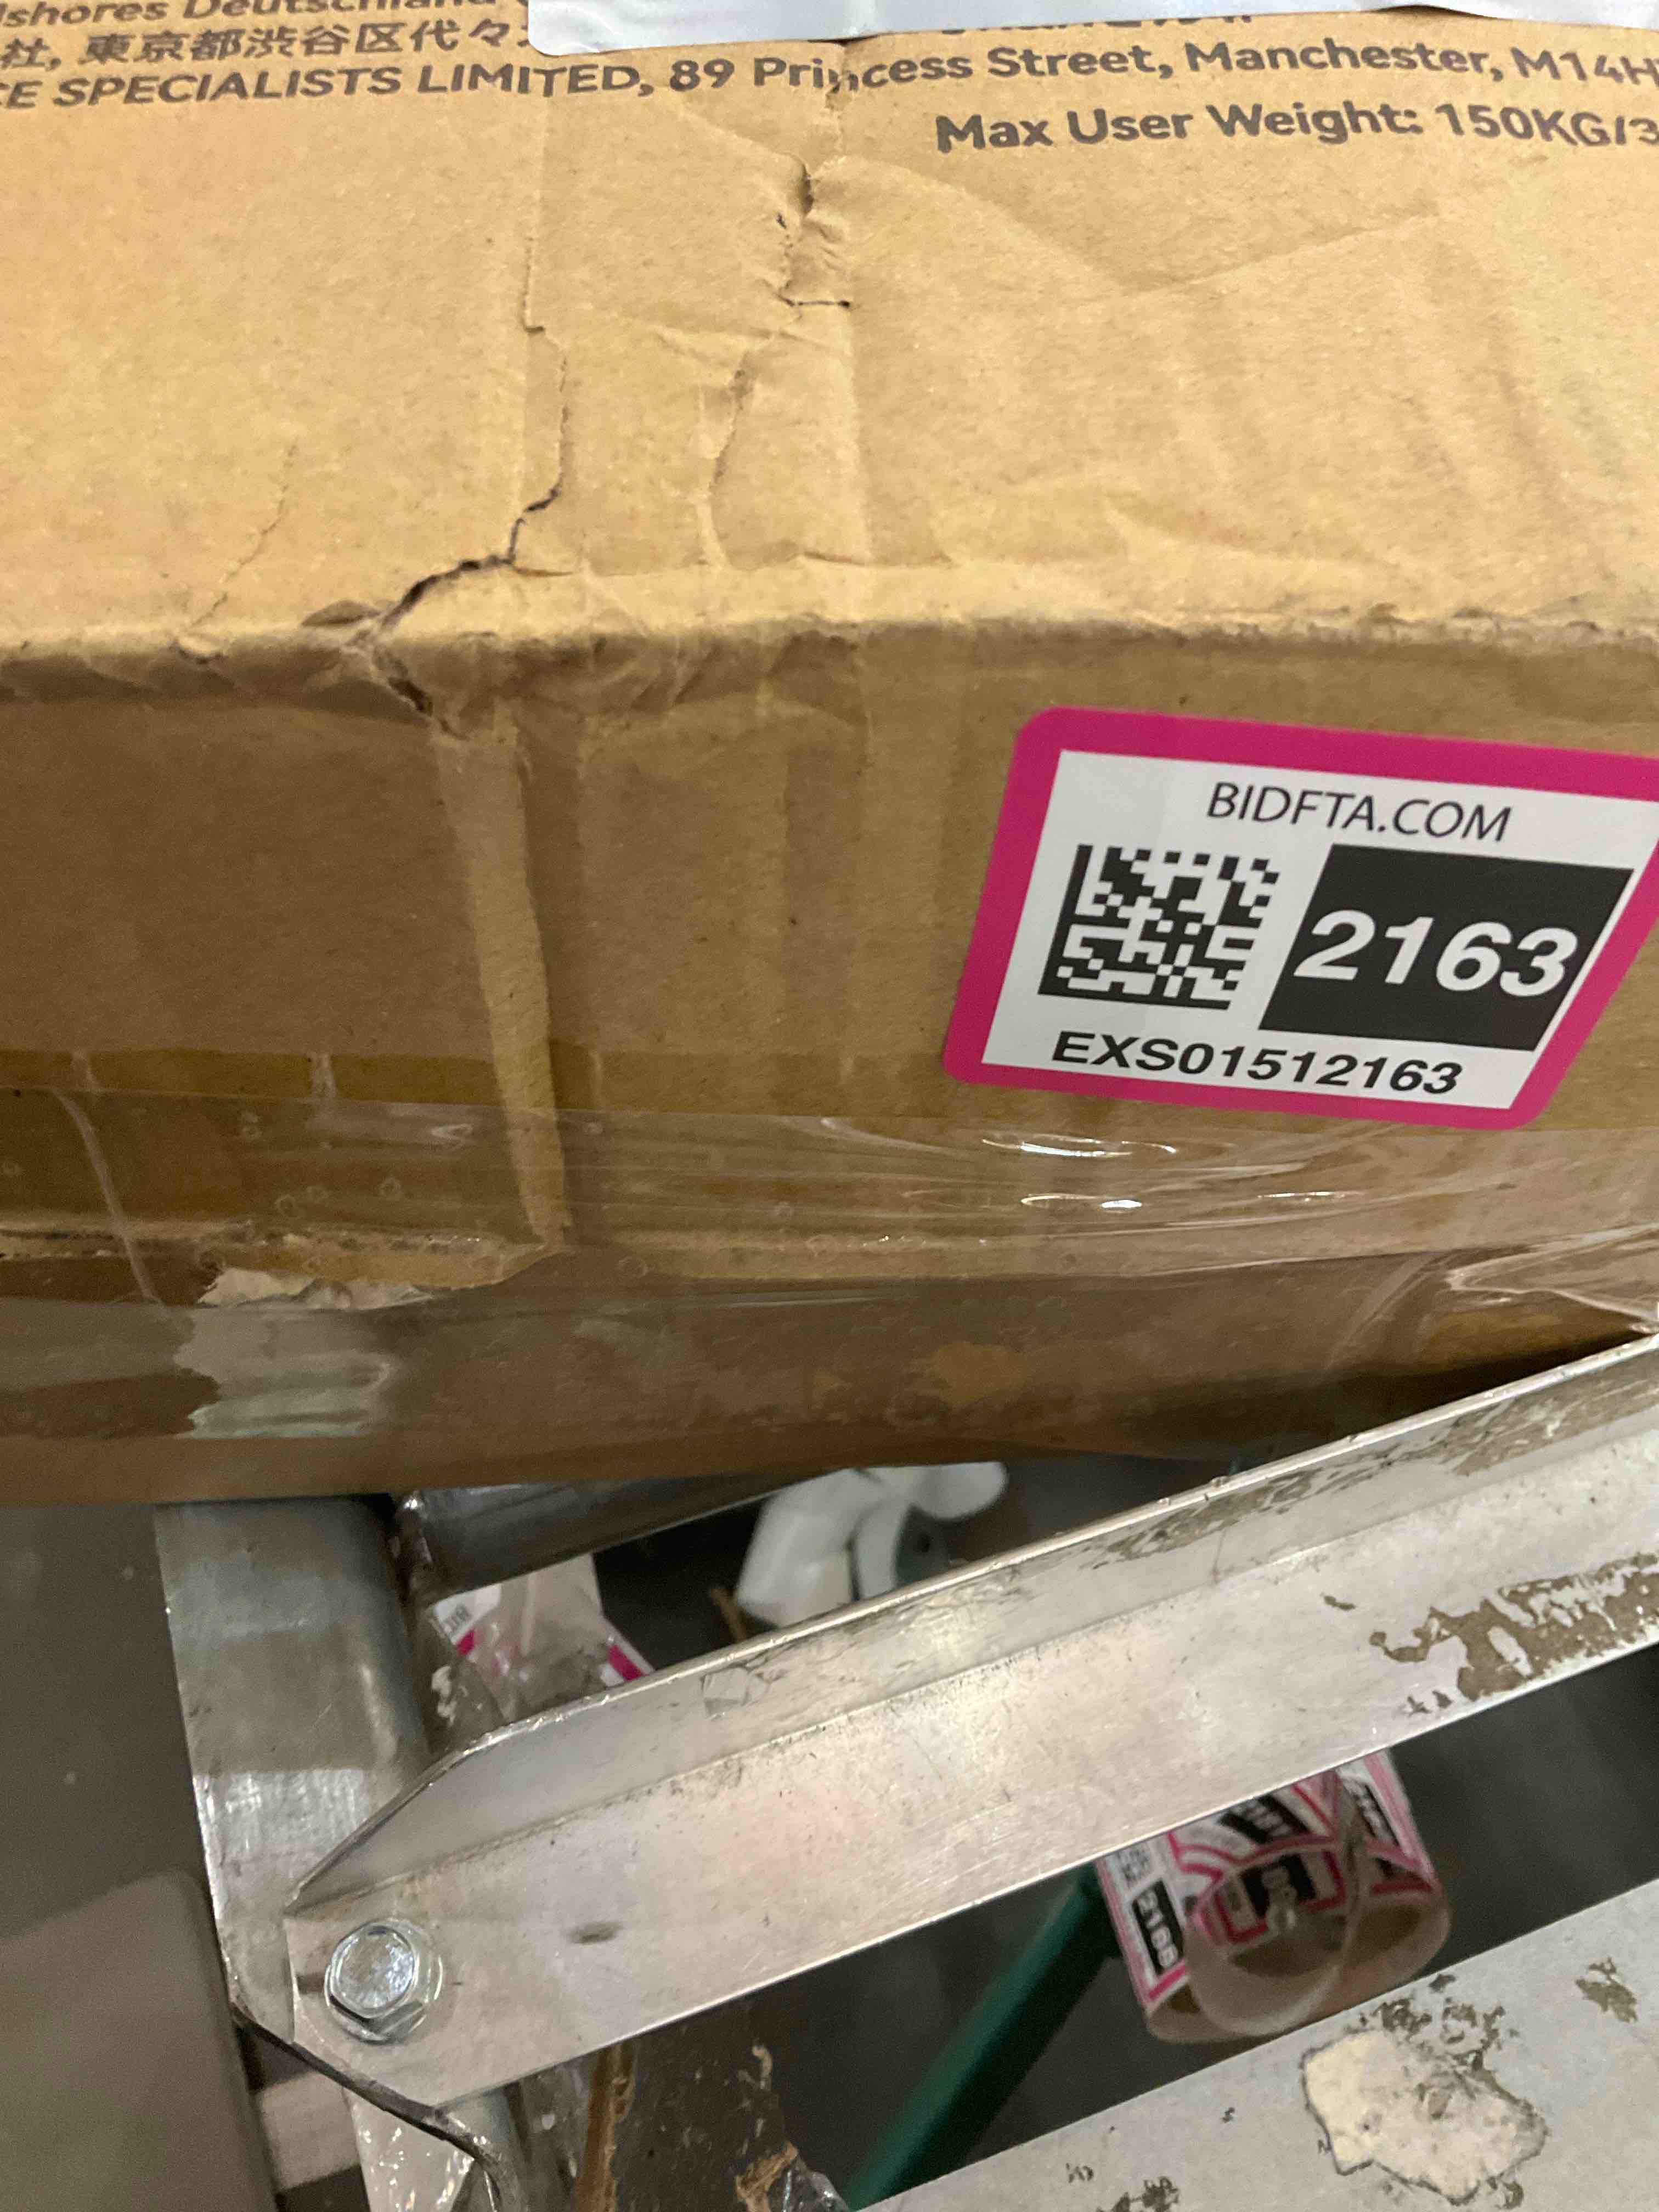 Deutschland
社, 東京都渋谷区代々
SPECIALISTS LIMITED, 89 Princess Street, Manchester, M14H
Max User Weight: 150KG/3
BIDFTA.COM
2163
EXS01512163
2188